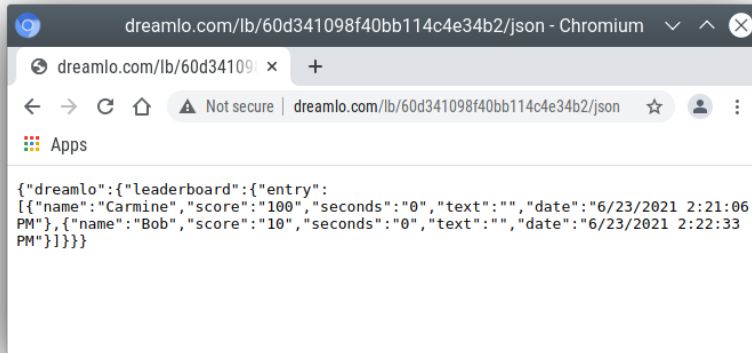 dreamlo.com/lb/60d341098f40bb114c4e34b2/json - Chromium
dreamlo.com/lb/60d34109
Not secure | dreamlo.com/lb/60d341098f40bb114c4e34b2/json
Apps
{"dreamlo":{"leaderboard":{"entry":
[{"name":"Carmine","score":"100","seconds":"0","text":"","date":"6/23/2021 2:21:06
PM"},{"name":"Bob","score":"10","seconds":"0","text":"","date":"6/23/2021 2:22:33
PM"}]}}}